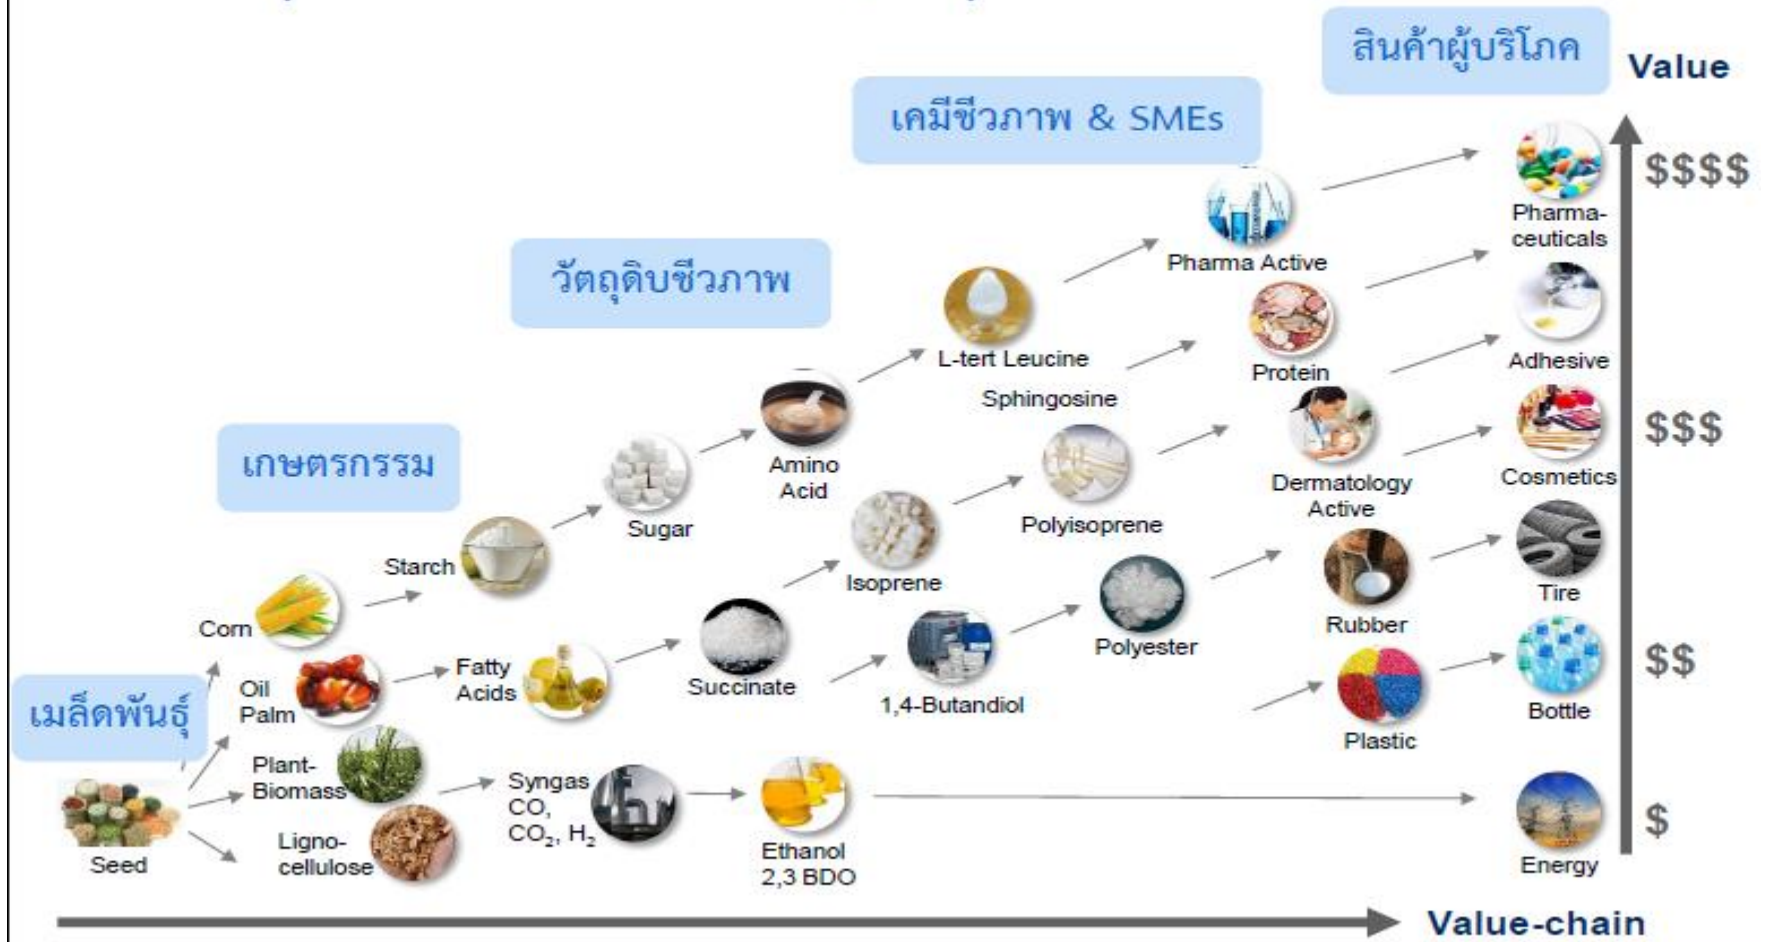 สินค้าผู้บริโภค
Value
เคมีชีวภาพ & SMEs
$$$$
Pharma-
ceuticals
วัตถุดิบชีวภาพ
Pharma Active
L-tert Leucine
Sphingosine
Protein
Adhesive
$$$
เกษตรกรรม
Amino
Acid
Sugar
Polyisoprene
Dermatology
Active
Cosmetics
Starch
Isoprene
Tire
Corn
Rubber
Polyester
$$
เมล็ดพันธุ์
Oil
Palm
Fatty
Acids
Succinate
1,4-Butandiol
Plastic
Bottle
Plant-
Biomass
Syngas
CO,
CO₂, H₂
$
Seed
Ligno-
cellulose
Ethanol
2,3 BDO
Energy
Value-chain